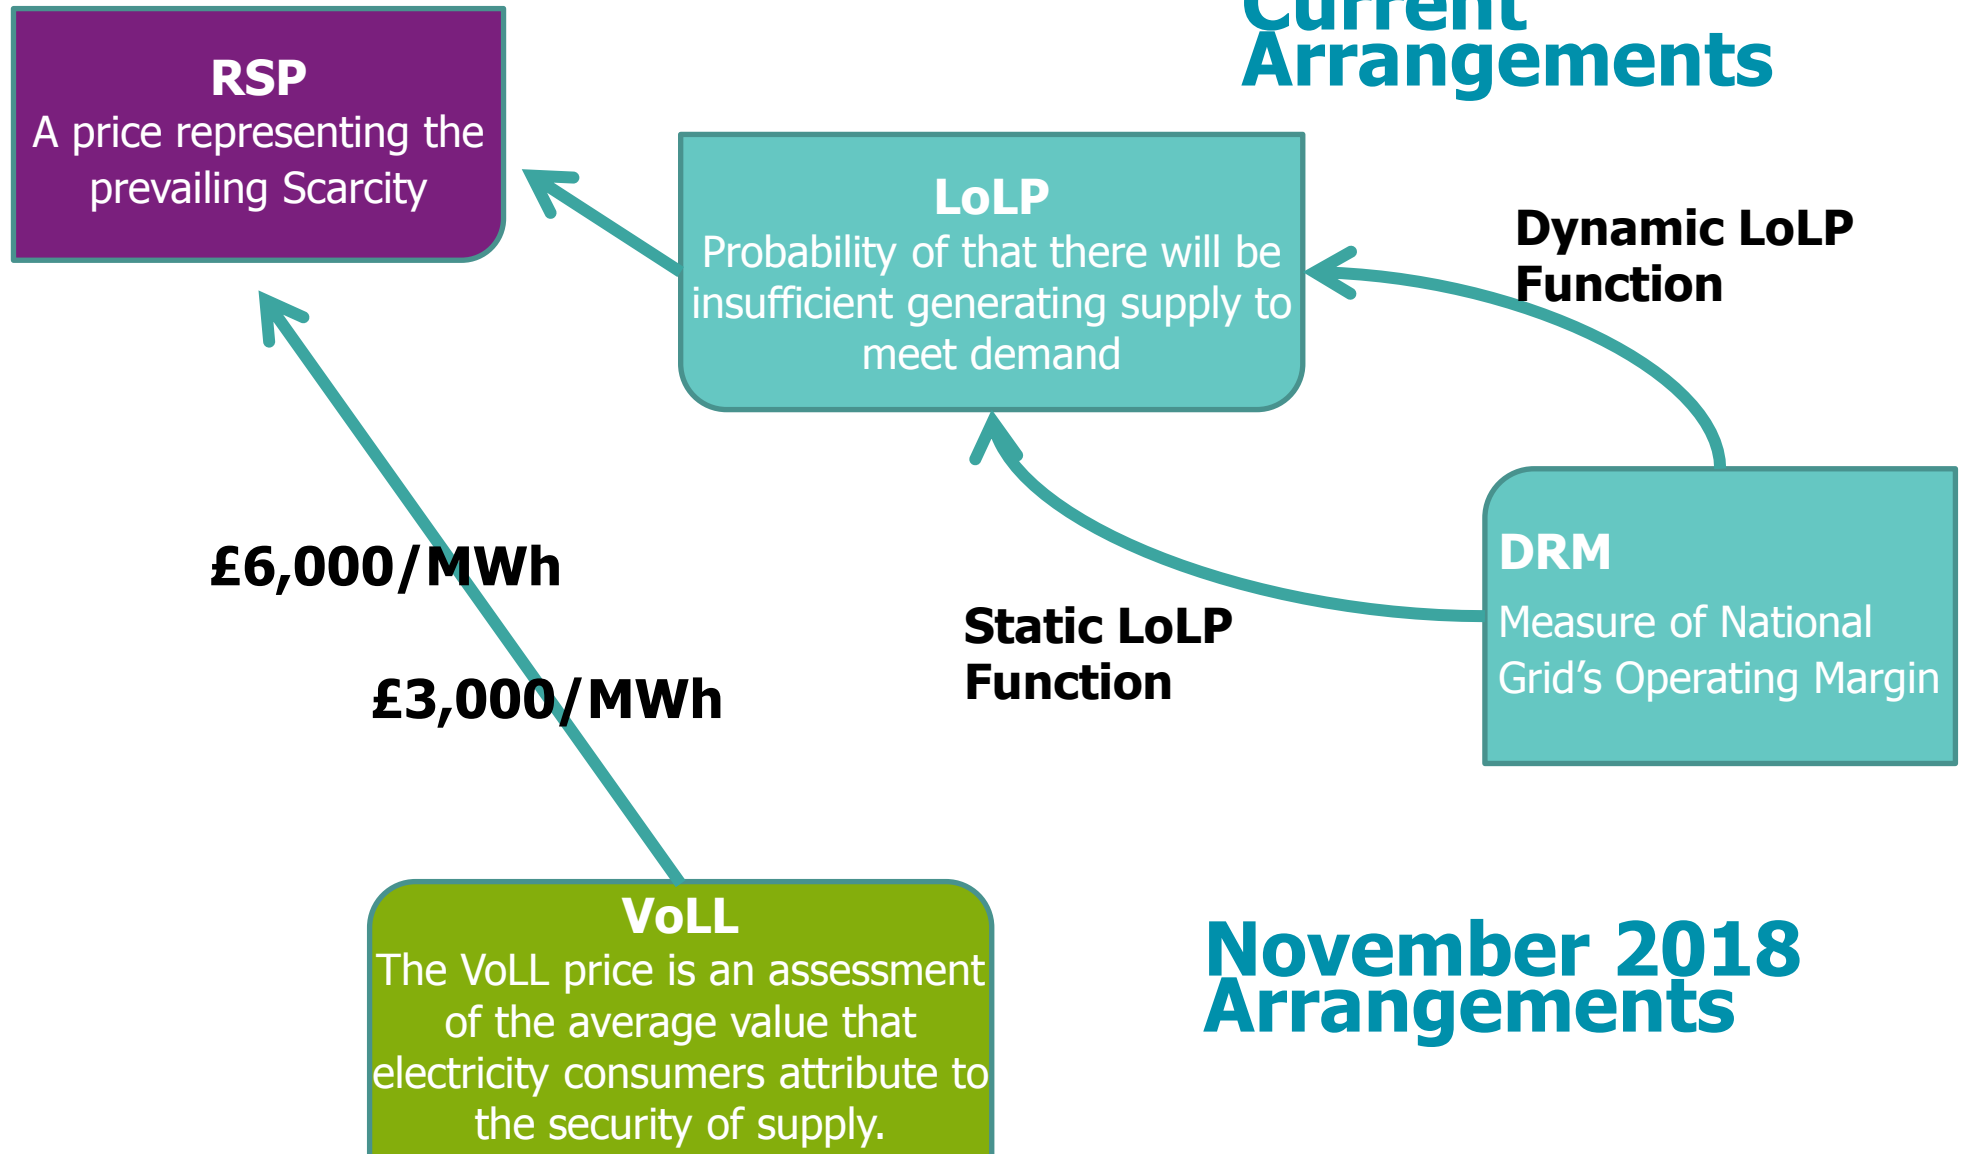 Current
Arrangements
RSP
A price representing the
prevailing Scarcity
LoLP
Probability of that there will be
insufficient generating supply to
meet demand
Dynamic LoLP
Function
£6,000/MWh
£3,000/MWh
Static LoLP
Function
DRM
Measure of National
Grid’s Operating Margin
VoLL
The VoLL price is an assessment
of the average value that
electricity consumers attribute to
the security of supply.
November 2018
Arrangements